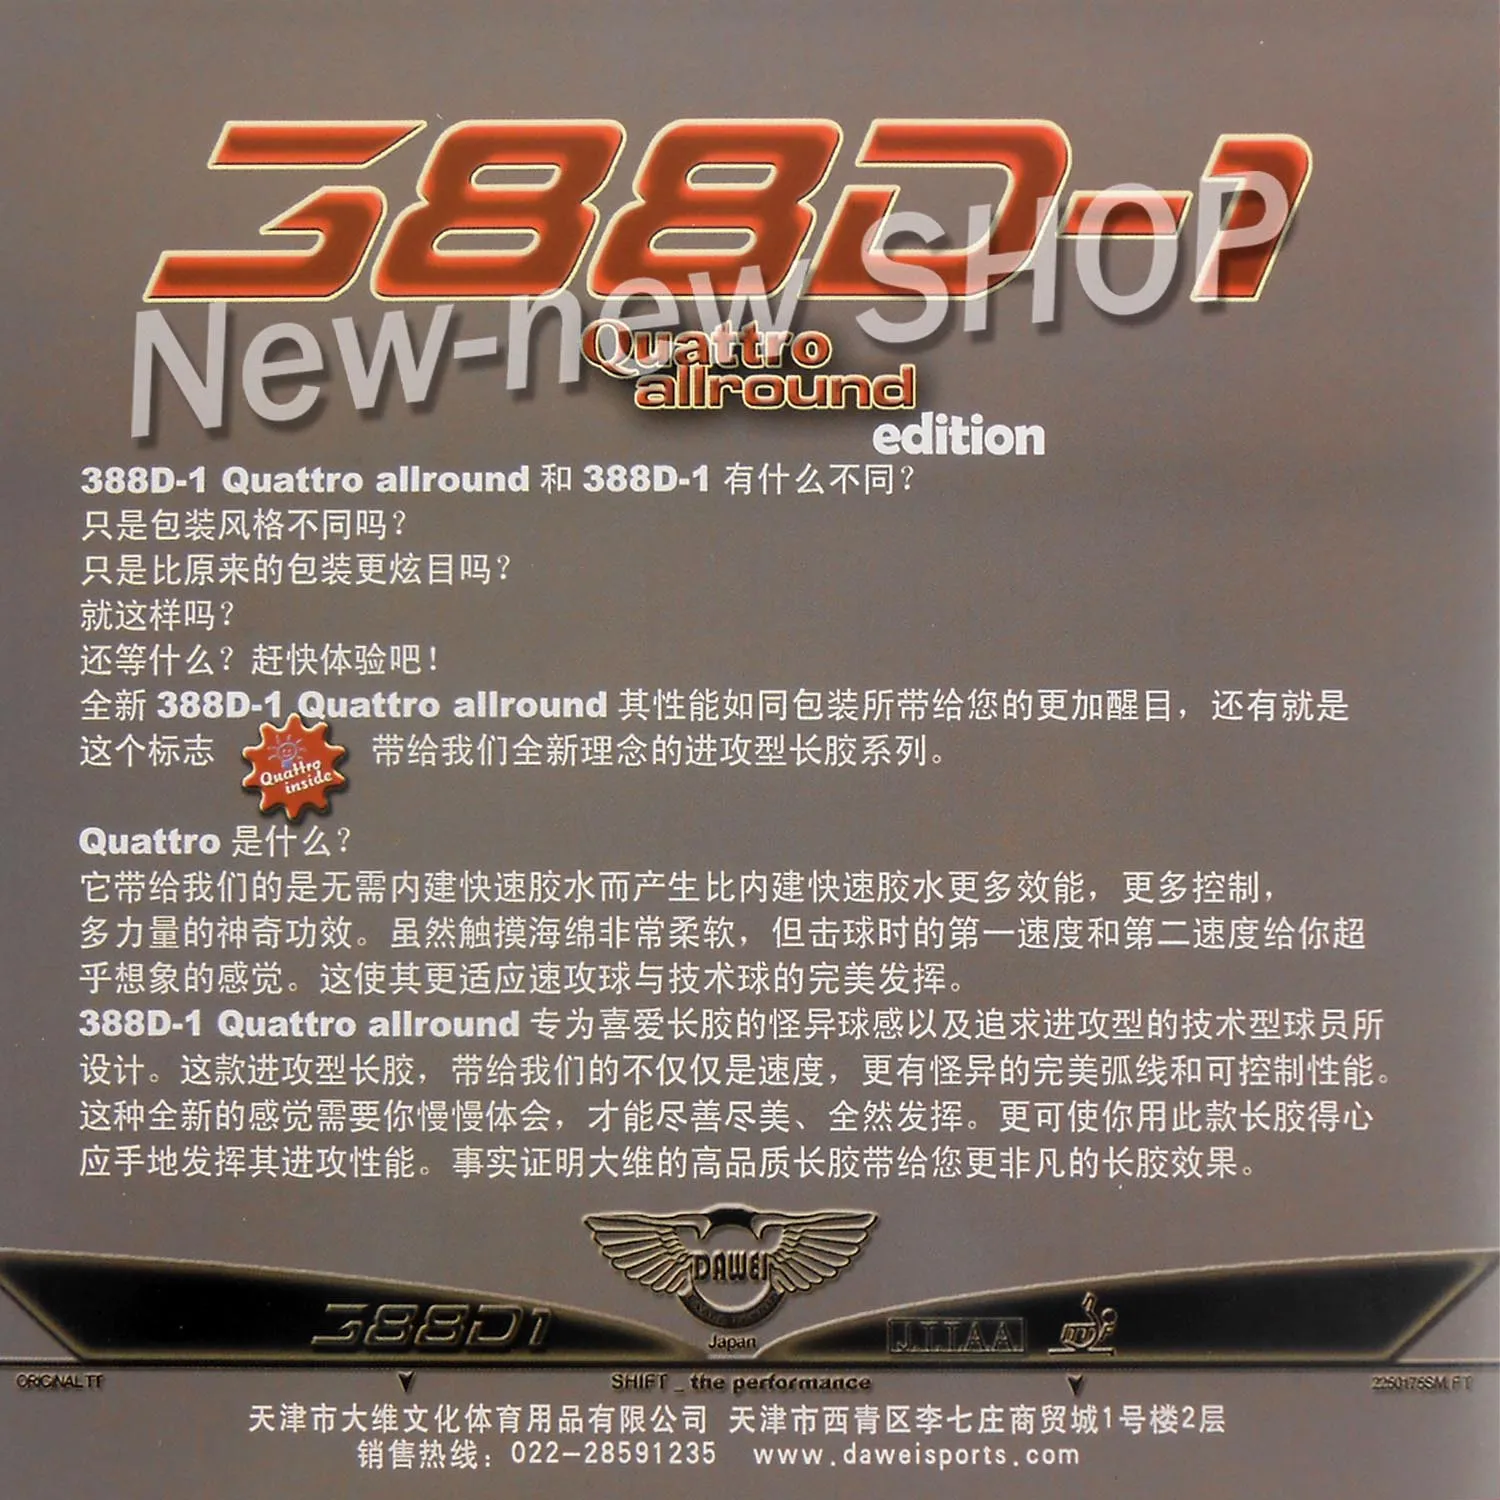 388D-1
New-new SHOP
Quattro
allround
edition
388D-1 Quattro allround 和 388D-1 有什么不同？
只是包装风格不同吗？
只是比原来的包装更炫目吗？
就这样吗？
还等什么？赶快体验吧！
全新 388D-1 Quattro allround 其性能如同包装所带给您的更加醒目，还有就是
这个标志 Quattro inside 带给我们全新理念的进攻型长胶系列。
Quattro 是什么？
它带给我们的是无需内建快速胶水而产生比内建快速胶水更多效能，更多控制，
多力量的神奇功效。虽然触摸海绵非常柔软，但击球时的第一速度和第二速度给你超
乎想象的感觉。这使其更适应速攻球与技术球的完美发挥。
388D-1 Quattro allround 专为喜爱长胶的怪异球感以及追求进攻型的技术型球员所
设计。这款进攻型长胶，带给我们的不仅仅是速度，更有怪异的完美弧线和可控制性能。
这种全新的感觉需要你慢慢体会，才能尽善尽美、全然发挥。更可使你用此款长胶得心
应手地发挥其进攻性能。事实证明大维的高品质长胶带给您更非凡的长胶效果。
DAWEI
388D1
Japan
J.T.T.A.A
ITTF
ORIGINAL TT
SHIFT_the performance
天津市大维文化体育用品有限公司 天津市西青区李七庄商贸城1号楼2层
销售热线：022-28591235 www.daweisports.com